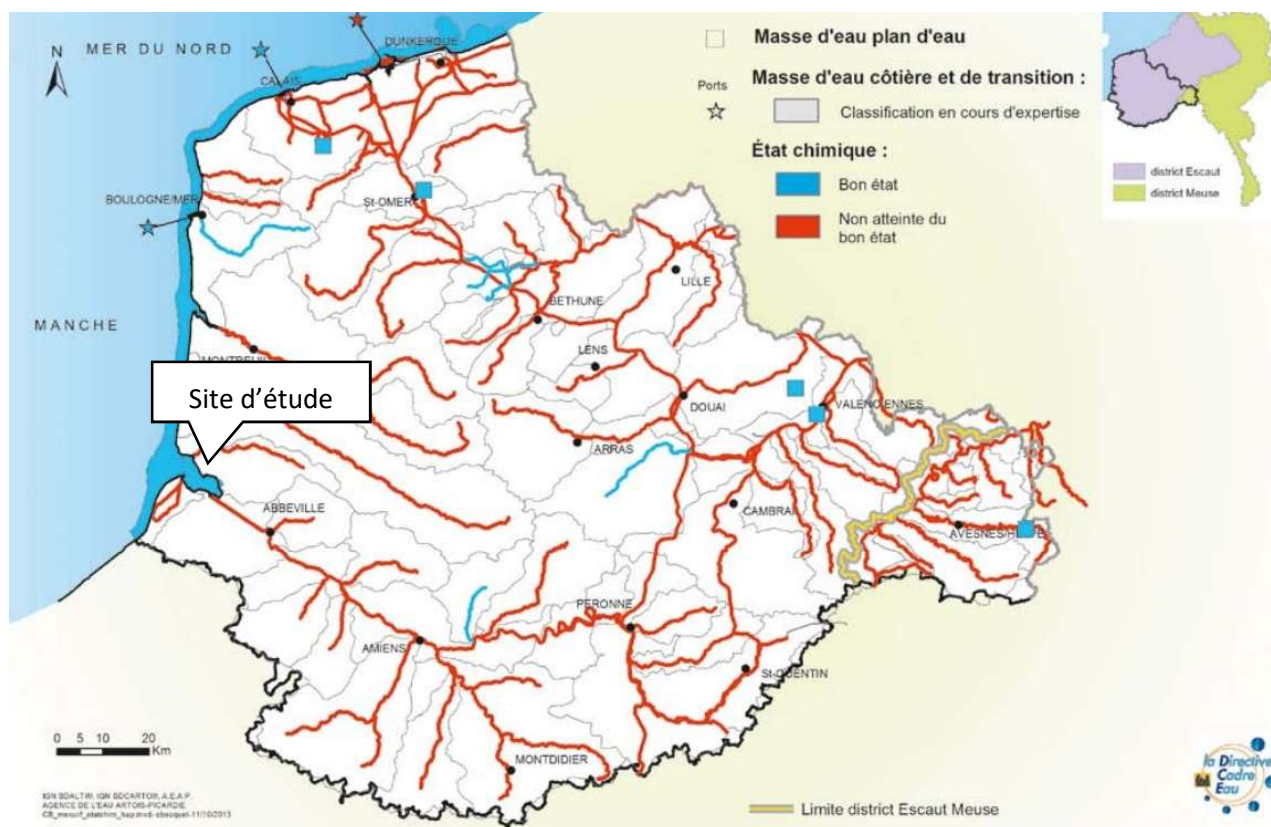 N
MER DU NORD
DUNKERQUE
CALAIS
BOULOGNE/MER
St-OMER
LILLE
BETHUNE
MANCHE
LENS
Site d'étude
DOUAI
VALENCIENNES
ARRAS
ABBEVILLE
CAMBRAI
PERONNE
AMIENS
St-QUENTIN
MONTDIDIER
0 5 10 20
Km
AGENCE DE L'EAU ARTOIS-PICARDIE
Masse d'eau plan d'eau
Masse d'eau côtière et de transition :
Ports
Classification en cours d'expertise
État chimique :
Bon état
Non atteinte du
bon état
district Escaut
district Meuse
Limite district Escaut Meuse
la Directive
Cadre
Eau